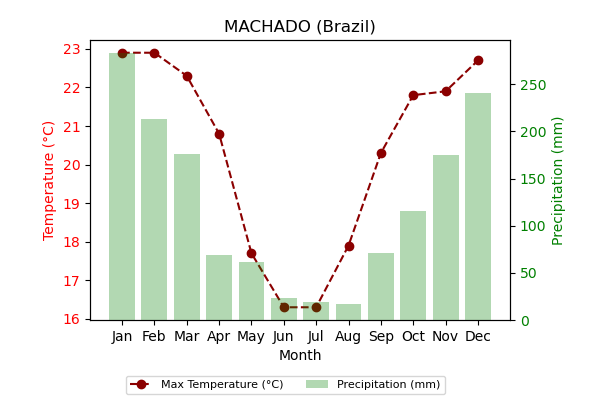 MACHADO (Brazil)
Temperature (°C)
23
22
21
20
19
18
17
16
250
200
150
100
50
0
Precipitation (mm)
Jan Feb Mar Apr May Jun Jul Aug Sep Oct Nov Dec
Month
Max Temperature (°C) Precipitation (mm)